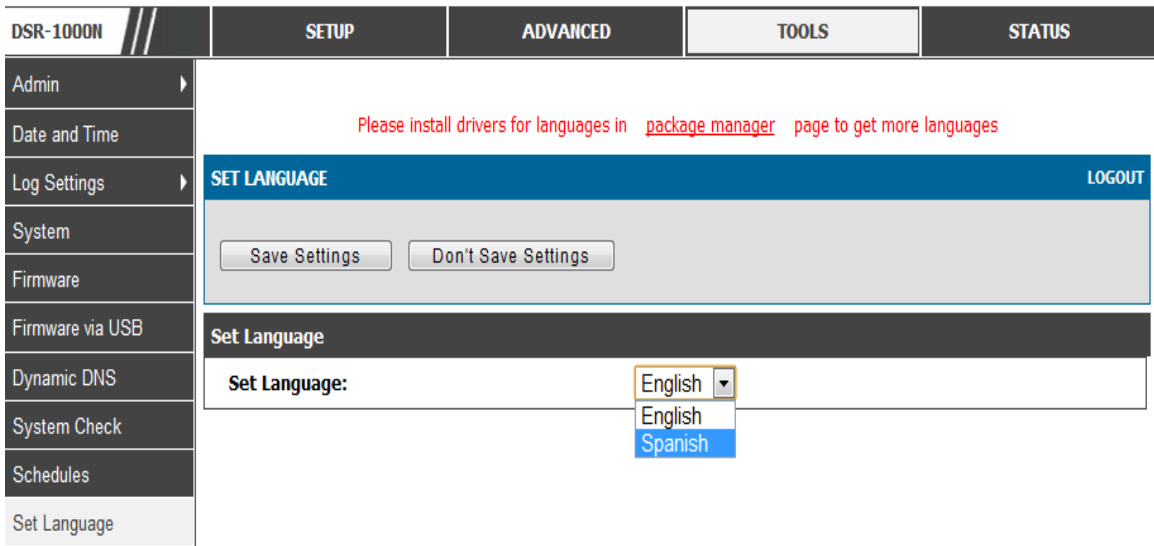 DSR-1000N SETUP ADVANCED TOOLS STATUS
Admin
Date and Time
Log Settings
System
Firmware
Firmware via USB
Dynamic DNS
System Check
Schedules
Set Language
Please install drivers for languages in package manager page to get more languages
SET LANGUAGE LOGOUT
Save Settings Don't Save Settings
Set Language
Set Language: English
English
Spanish